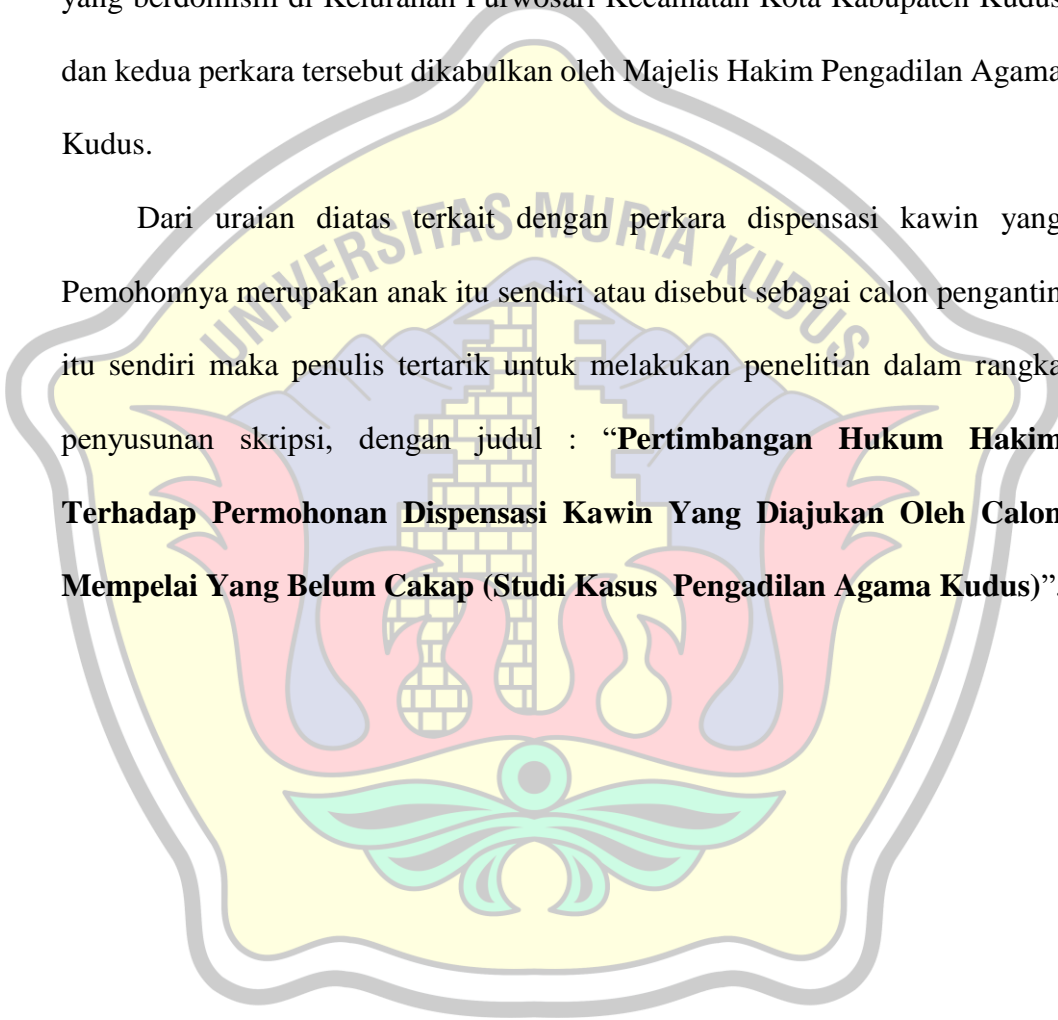 yang berdomisili di Kelurahan Purwosari Kecamatan Kota Kabupaten Kudus
dan kedua perkara tersebut dikabulkan oleh Majelis Hakim Pengadilan Agama
Kudus.
Dari uraian diatas terkait dengan perkara dispensasi kawin yang
UNIVERSITAS MURIA KUDUS
Pemohonnya merupakan anak itu sendiri atau disebut sebagai calon pengantin
itu sendiri maka penulis tertarik untuk melakukan penelitian dalam rangka
penyusunan skripsi, dengan judul : “Pertimbangan Hukum Hakim
Terhadap Permohonan Dispensasi Kawin Yang Diajukan Oleh Calon
Mempelai Yang Belum Cakap (Studi Kasus Pengadilan Agama Kudus)”.